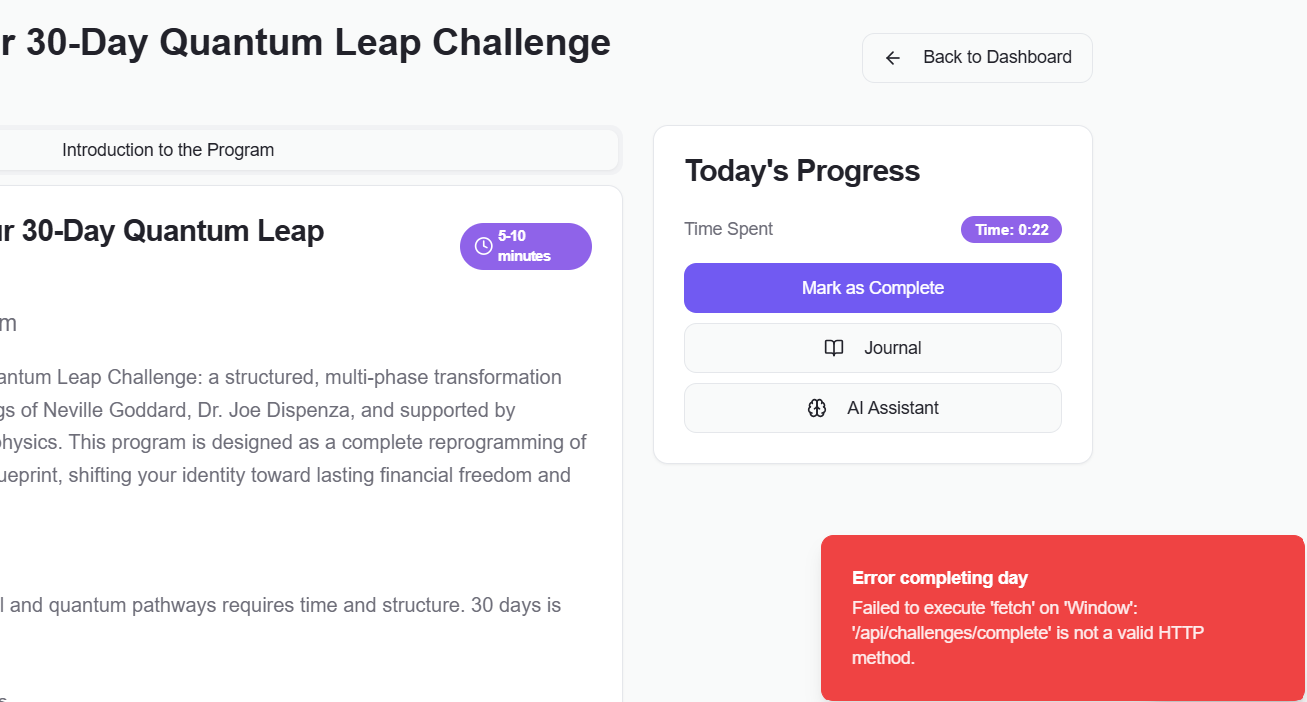 r 30-Day Quantum Leap Challenge
Back to Dashboard
Introduction to the Program
Today's Progress
ur 30-Day Quantum Leap
5-10
minutes
Time Spent
Time: 0:22
Mark as Complete
m
Journal
antum Leap Challenge: a structured, multi-phase transformation
gs of Neville Goddard, Dr. Joe Dispenza, and supported by
AI Assistant
physics. This program is designed as a complete reprogramming of
ueprint, shifting your identity toward lasting financial freedom and
Error completing day
Failed to execute 'fetch' on 'Window':
'/api/challenges/complete' is not a valid HTTP
method.
l and quantum pathways requires time and structure. 30 days is